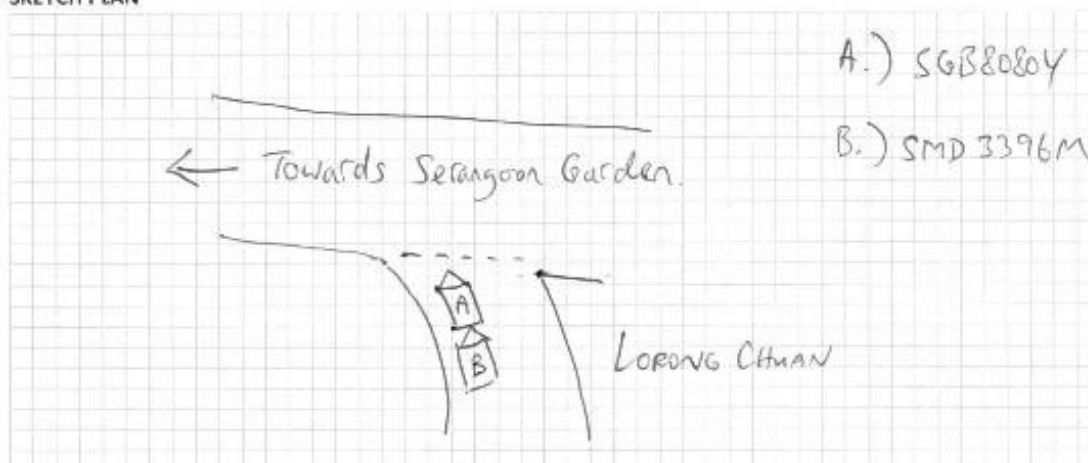 SKETCH PLAN
A.) SGB8080Y
B.) SMD 3396M
← Towards Serangoon Garden.
A
B
LORONG CHUAN